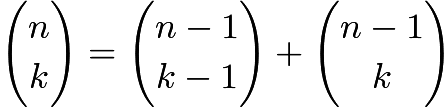 (n k) = (n − 1 k − 1) + (n − 1 k)